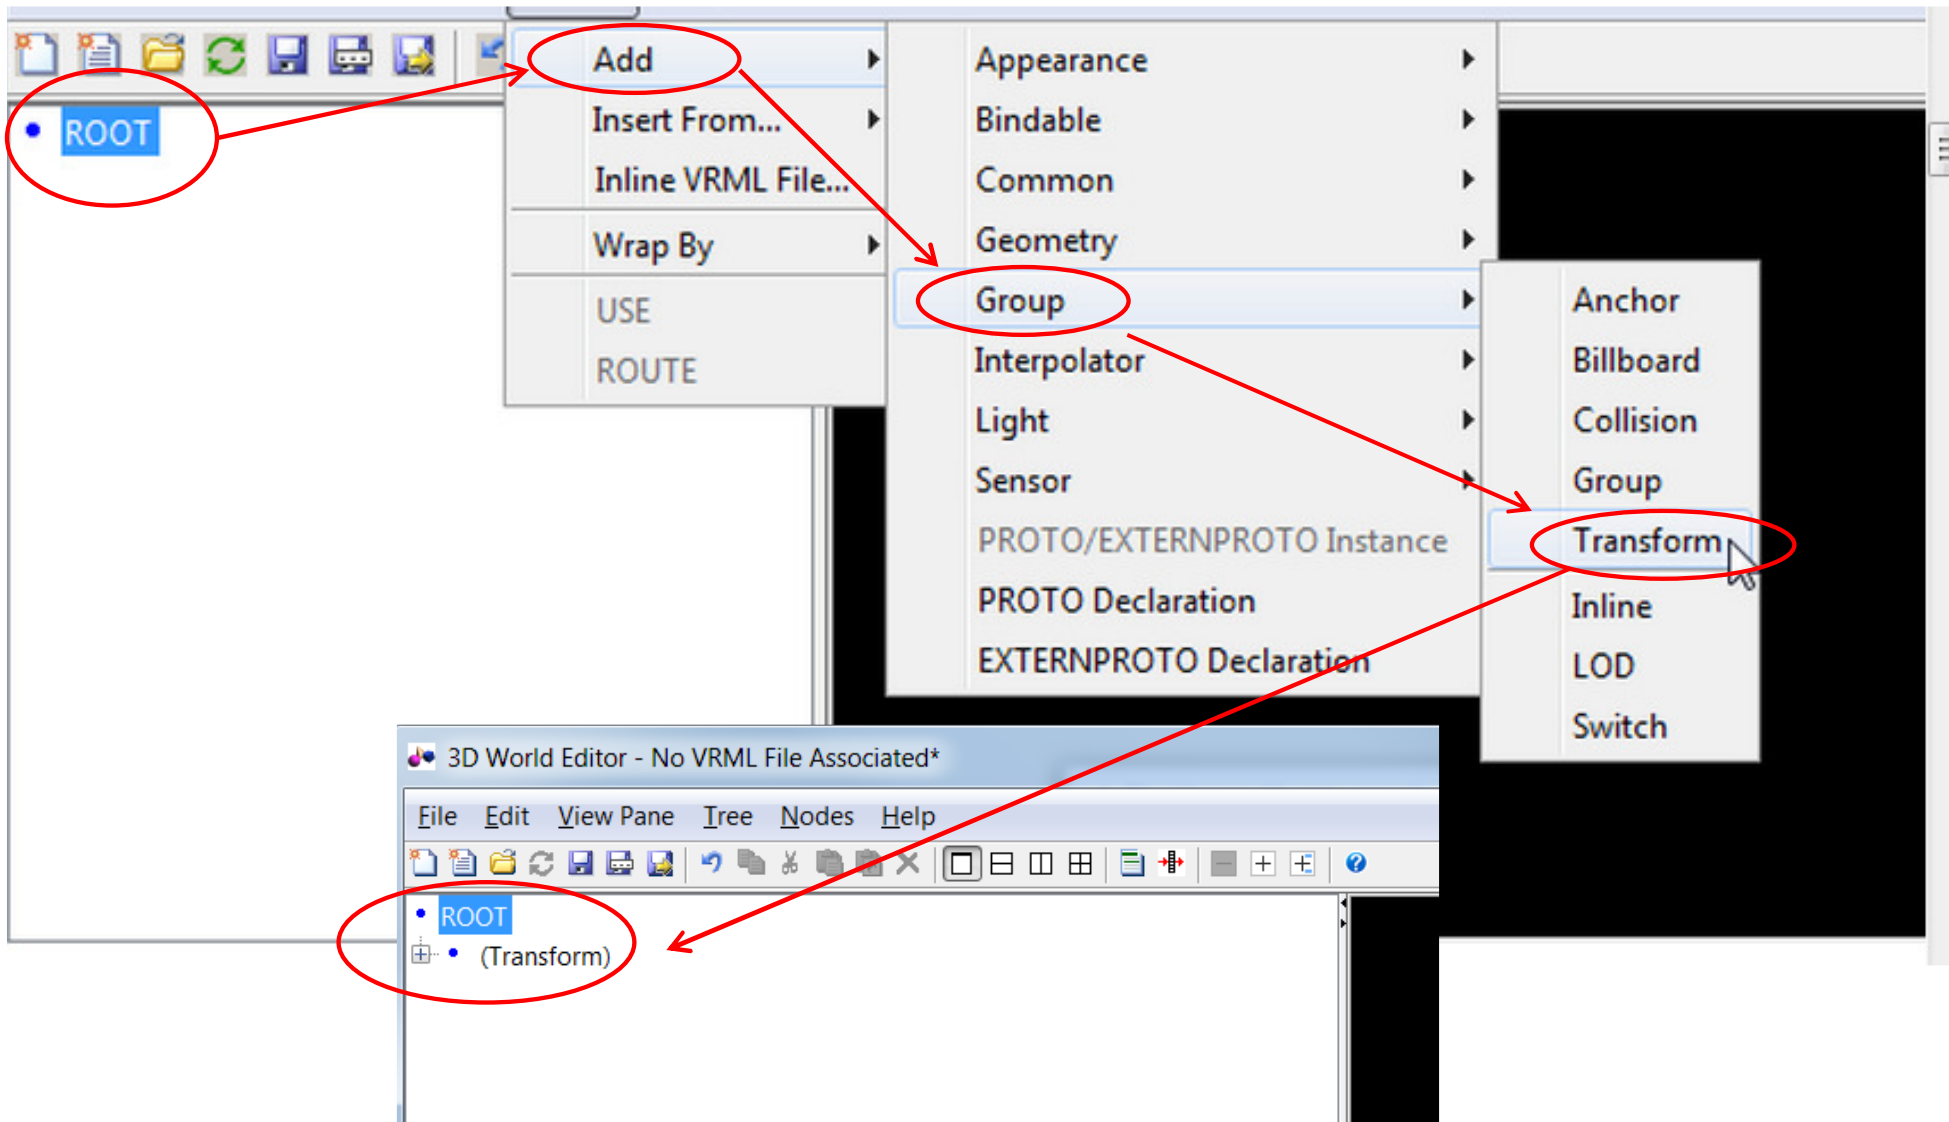 ROOT
Add
Insert From...
Inline VRML File...
Wrap By
USE
ROUTE
Appearance
Bindable
Common
Geometry
Group
Interpolator
Light
Sensor
PROTO/EXTERNPROTO Instance
PROTO Declaration
EXTERNPROTO Declaration
Anchor
Billboard
Collision
Group
Transform
Inline
LOD
Switch
3D World Editor - No VRML File Associated*
File Edit View Pane Tree Nodes Help
ROOT
(Transform)